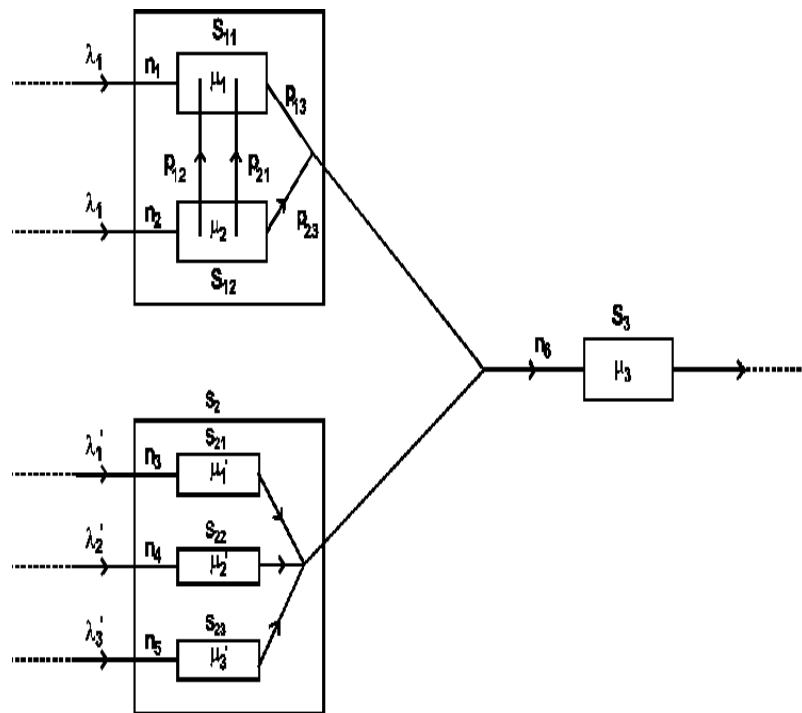 S₁₁
λ₁ n₁ μ₁ p₁₃
p₁₂ p₂₁
λ₁ n₂ μ₂ p₂₃
S₁₂
S₃
n₆ μ₃
S₂
S₂₁
λ₁' n₃ μ₁'
S₂₂
λ₂' n₄ μ₂'
S₂₃
λ₃' n₅ μ₃'